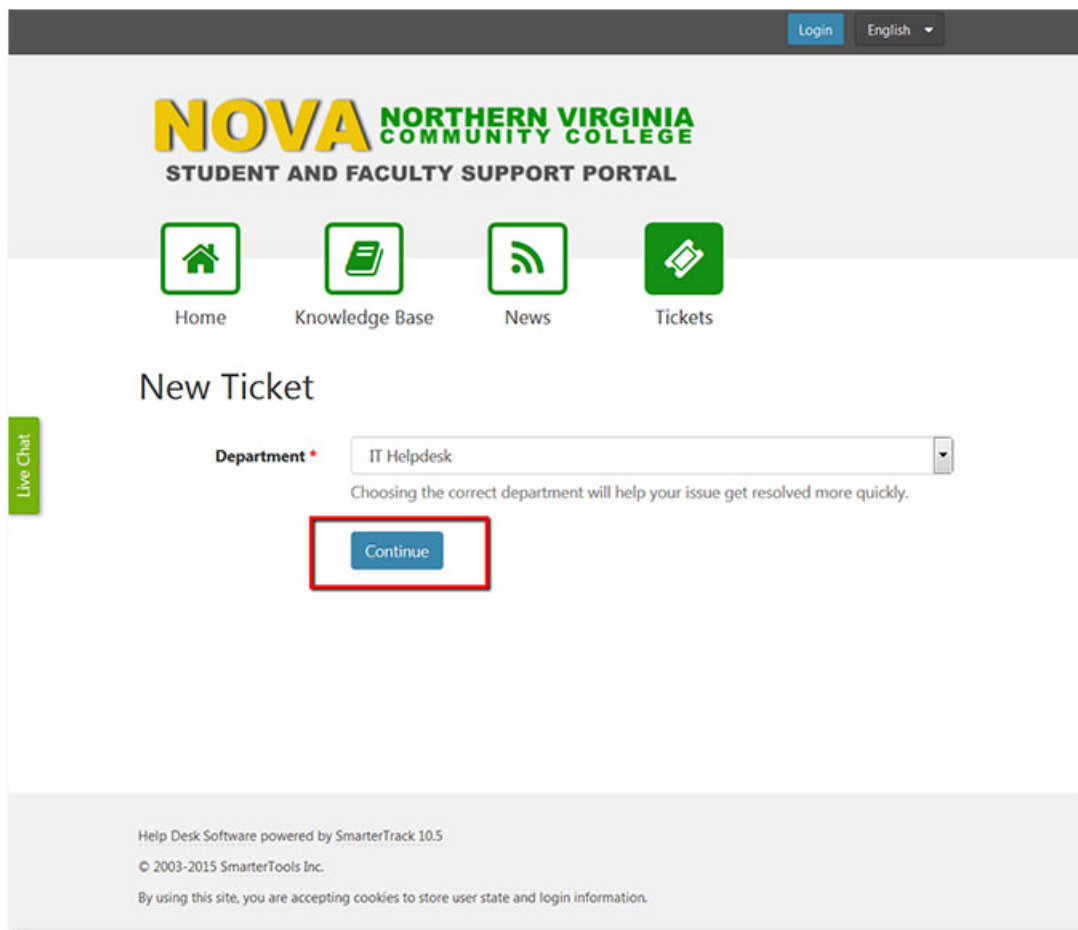 Login English
NOVA NORTHERN VIRGINIA
COMMUNITY COLLEGE
STUDENT AND FACULTY SUPPORT PORTAL
Home Knowledge Base News Tickets
New Ticket
Live Chat
Department * IT Helpdesk
Choosing the correct department will help your issue get resolved more quickly.
Continue
Help Desk Software powered by SmarterTrack 10.5
© 2003-2015 SmarterTools Inc.
By using this site, you are accepting cookies to store user state and login information.